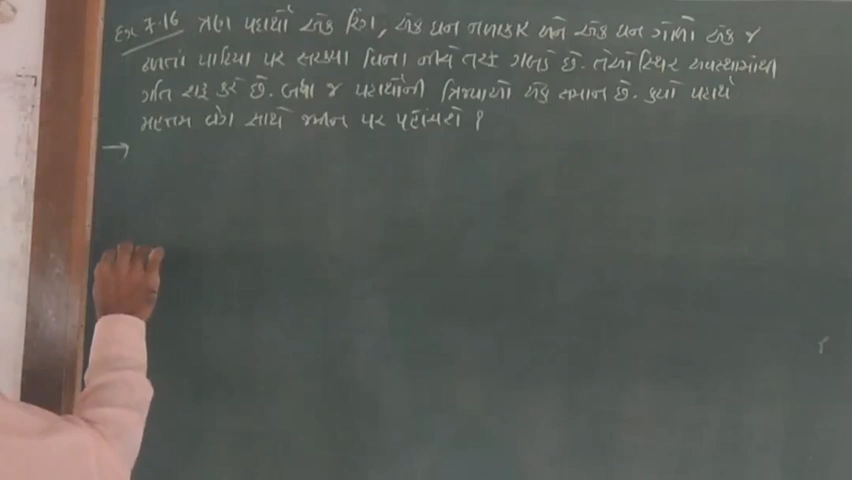 Ex 7.16 ત્રણ પદાર્થો એક રિંગ, એક ઘન નળાકાર અને એક ઘન ગોળો એક જ
ઢળતાં પાટિયા પર સરક્યા વિના નીચે તરફ ગબડે છે. તેઓ સ્થિર અવસ્થામાંથી
ગતિ શરૂ કરે છે. બધા જ પદાર્થોની ત્રિજ્યાઓ એક સમાન છે. કયો પદાર્થ
મહત્તમ વેગ સાથે જમીન પર પહોંચશે ?
→